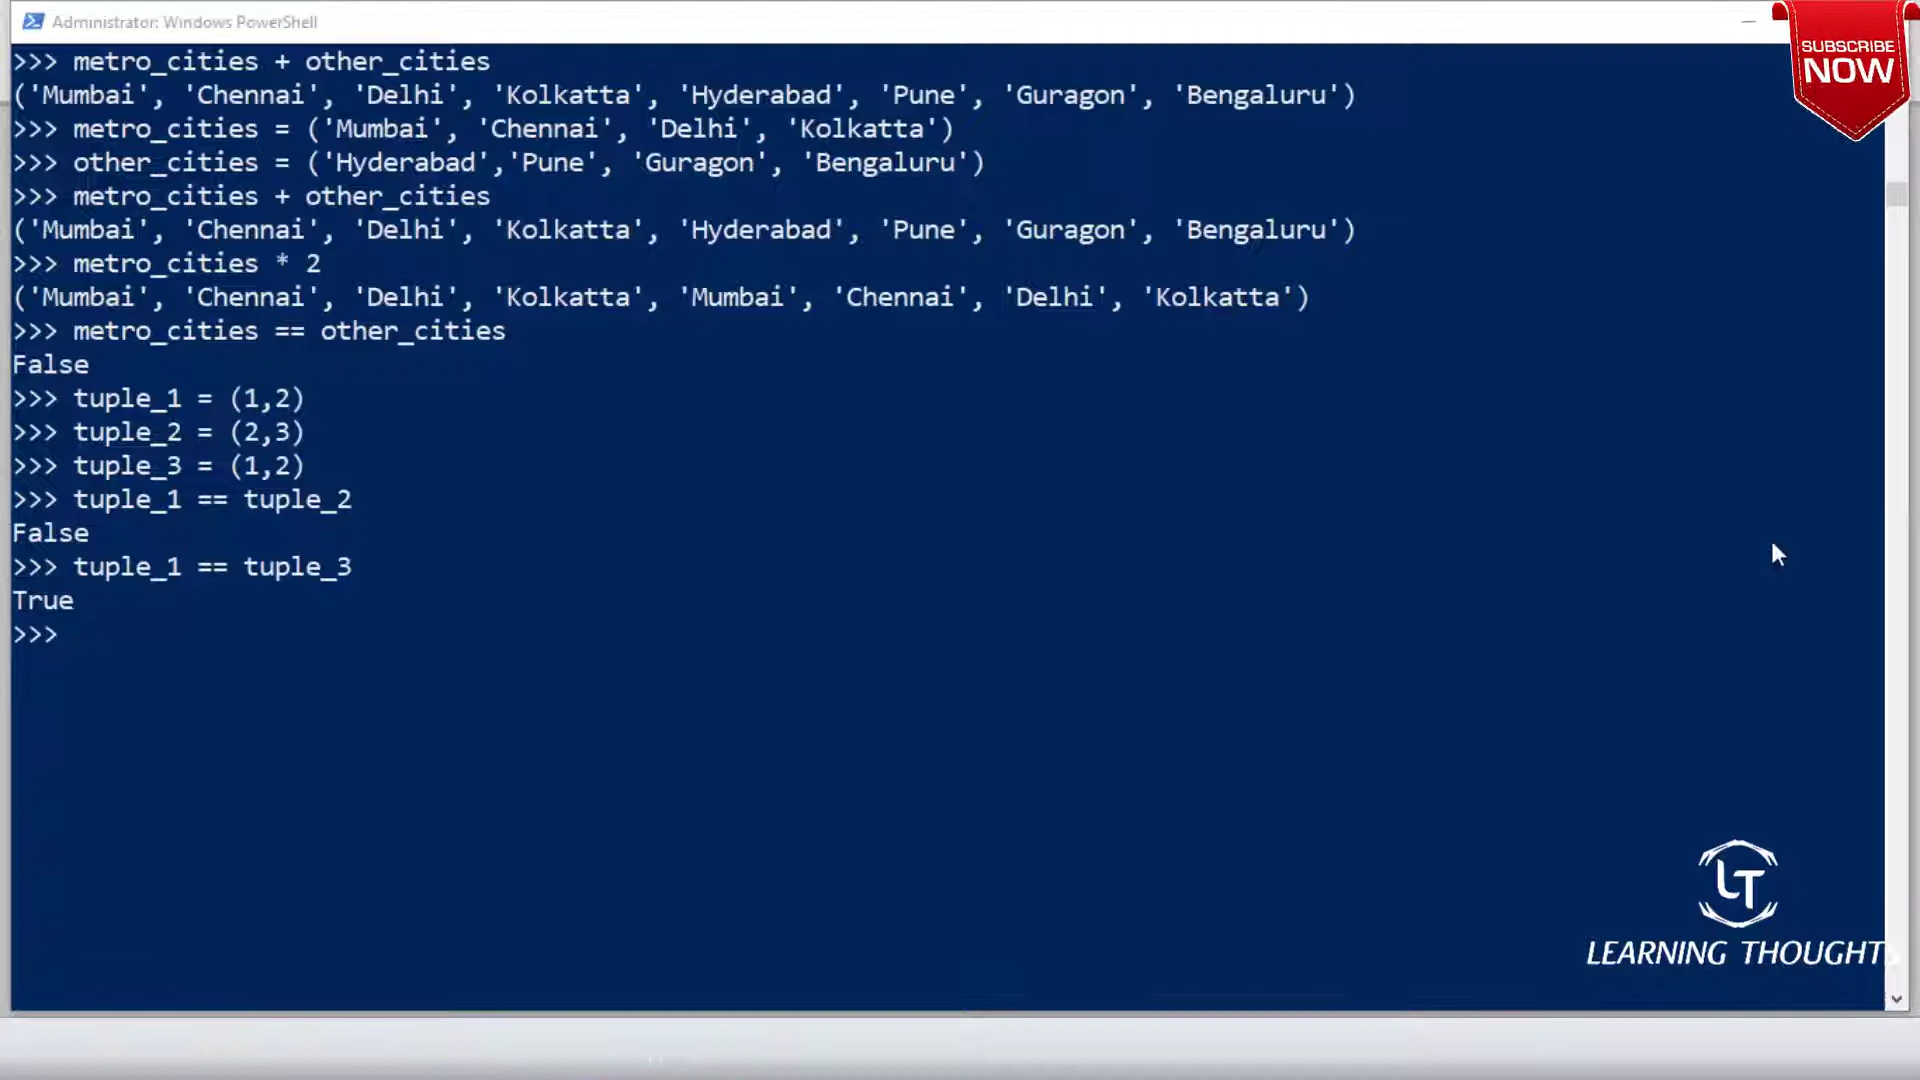 Administrator: Windows PowerShell
SUBSCRIBE
NOW
>>> metro_cities + other_cities
('Mumbai', 'Chennai', 'Delhi', 'Kolkatta', 'Hyderabad', 'Pune', 'Guragon', 'Bengaluru')
>>> metro_cities = ('Mumbai', 'Chennai', 'Delhi', 'Kolkatta')
>>> other_cities = ('Hyderabad','Pune', 'Guragon', 'Bengaluru')
>>> metro_cities + other_cities
('Mumbai', 'Chennai', 'Delhi', 'Kolkatta', 'Hyderabad', 'Pune', 'Guragon', 'Bengaluru')
>>> metro_cities * 2
('Mumbai', 'Chennai', 'Delhi', 'Kolkatta', 'Mumbai', 'Chennai', 'Delhi', 'Kolkatta')
>>> metro_cities == other_cities
False
>>> tuple_1 = (1,2)
>>> tuple_2 = (2,3)
>>> tuple_3 = (1,2)
>>> tuple_1 == tuple_2
False
>>> tuple_1 == tuple_3
True
>>>
LT
LEARNING THOUGHTS